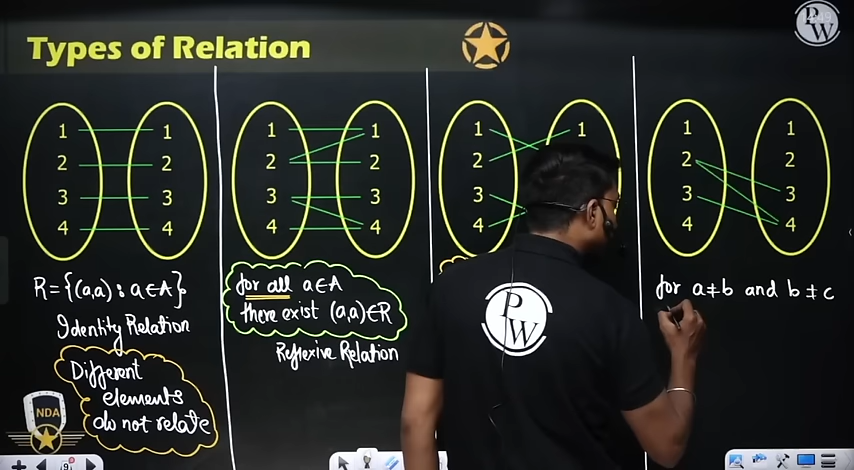 Types of Relation
P
W
1 1
2 2
3 3
4 4
R = {(a,a) : a ∈ A}
Identity Relation
Different
elements
do not relate
NDA
1 1
2 2
3 3
4 4
for all a ∈ A
there exist (a,a) ∈ R
Reflexive Relation
1 1
2
3
4
P
W
1 1
2 2
3 3
4 4
for a ≠ b and b ≠ c
9